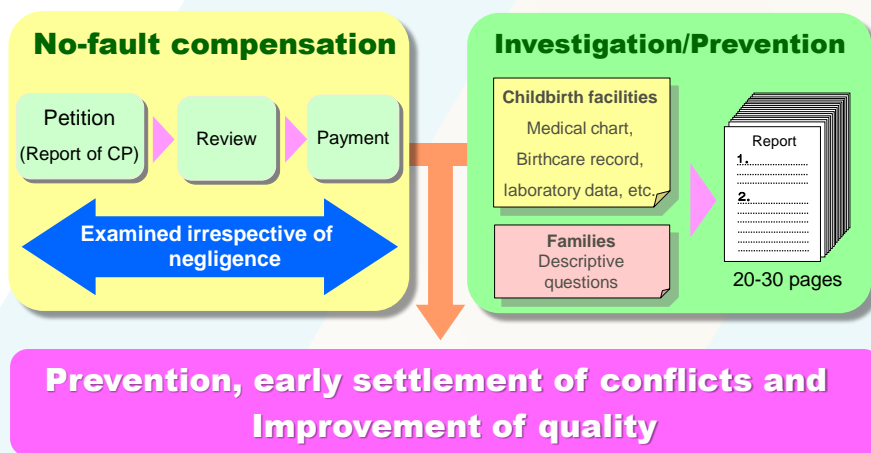 No-fault compensation
Petition
(Report of CP)
Review
Payment
Examined irrespective of
negligence
Investigation/Prevention
Childbirth facilities
Medical chart,
Birthcare record,
laboratory data, etc.
Families
Descriptive
questions
Report
1.
2.
20-30 pages
Prevention, early settlement of conflicts and
Improvement of quality